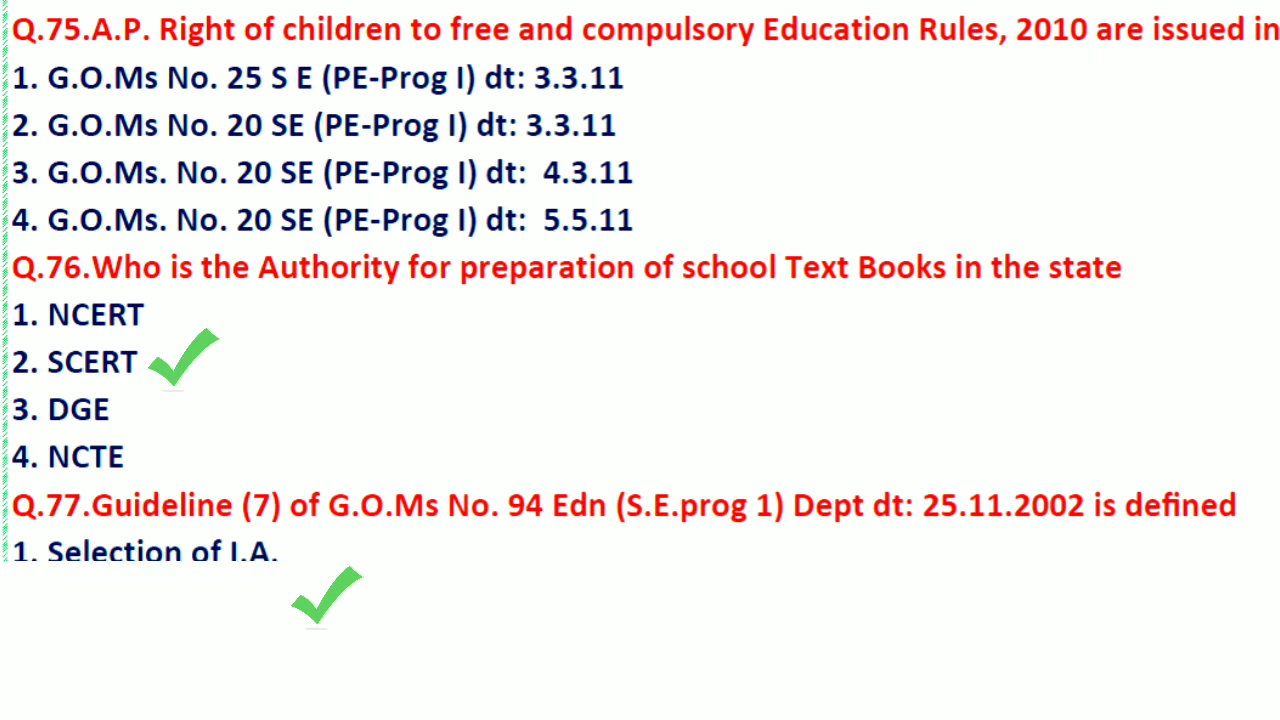 Q.75.A.P. Right of children to free and compulsory Education Rules, 2010 are issued in
1. G.O.Ms No. 25 S E (PE-Prog I) dt: 3.3.11
2. G.O.Ms No. 20 SE (PE-Prog I) dt: 3.3.11
3. G.O.Ms. No. 20 SE (PE-Prog I) dt: 4.3.11
4. G.O.Ms. No. 20 SE (PE-Prog I) dt: 5.5.11
Q.76.Who is the Authority for preparation of school Text Books in the state
1. NCERT
2. SCERT
3. DGE
4. NCTE
Q.77.Guideline (7) of G.O.Ms No. 94 Edn (S.E.prog 1) Dept dt: 25.11.2002 is defined
1. Selection of I.A.